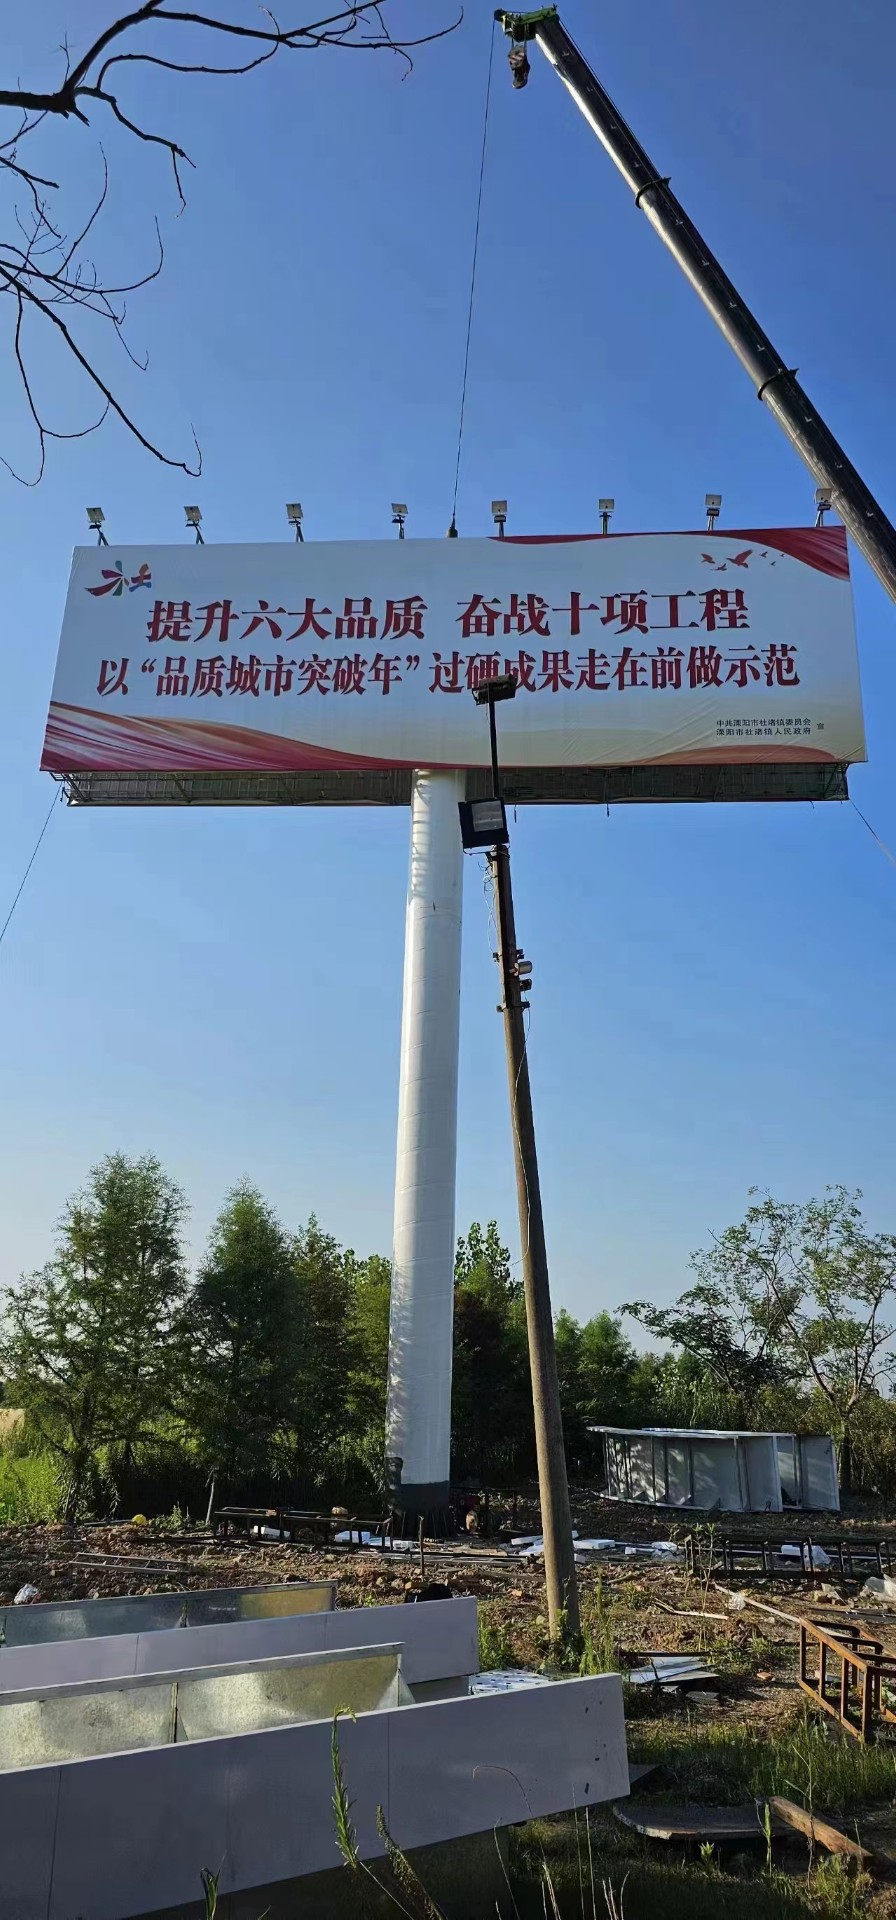 提升六大品质 奋战十项工程
以“品质城市突破年”过硬成果走在前做示范
中共溧阳市社渚镇委员会
溧阳市社渚镇人民政府 宣